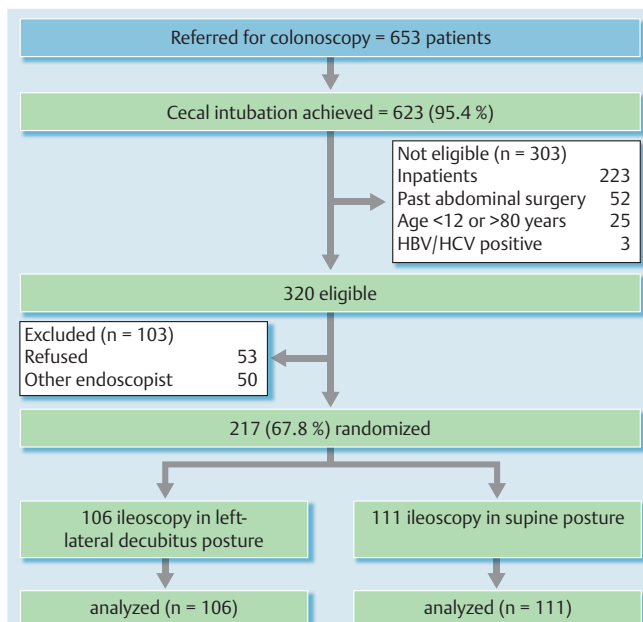 Referred for colonoscopy = 653 patients
Cecal intubation achieved = 623 (95.4 %)
Not eligible (n = 303)
Inpatients 223
Past abdominal surgery 52
Age <12 or >80 years 25
HBV/HCV positive 3
320 eligible
Excluded (n = 103)
Refused 53
Other endoscopist 50
217 (67.8 %) randomized
106 ileoscopy in left-
lateral decubitus posture
111 ileoscopy in supine posture
analyzed (n = 106)
analyzed (n = 111)